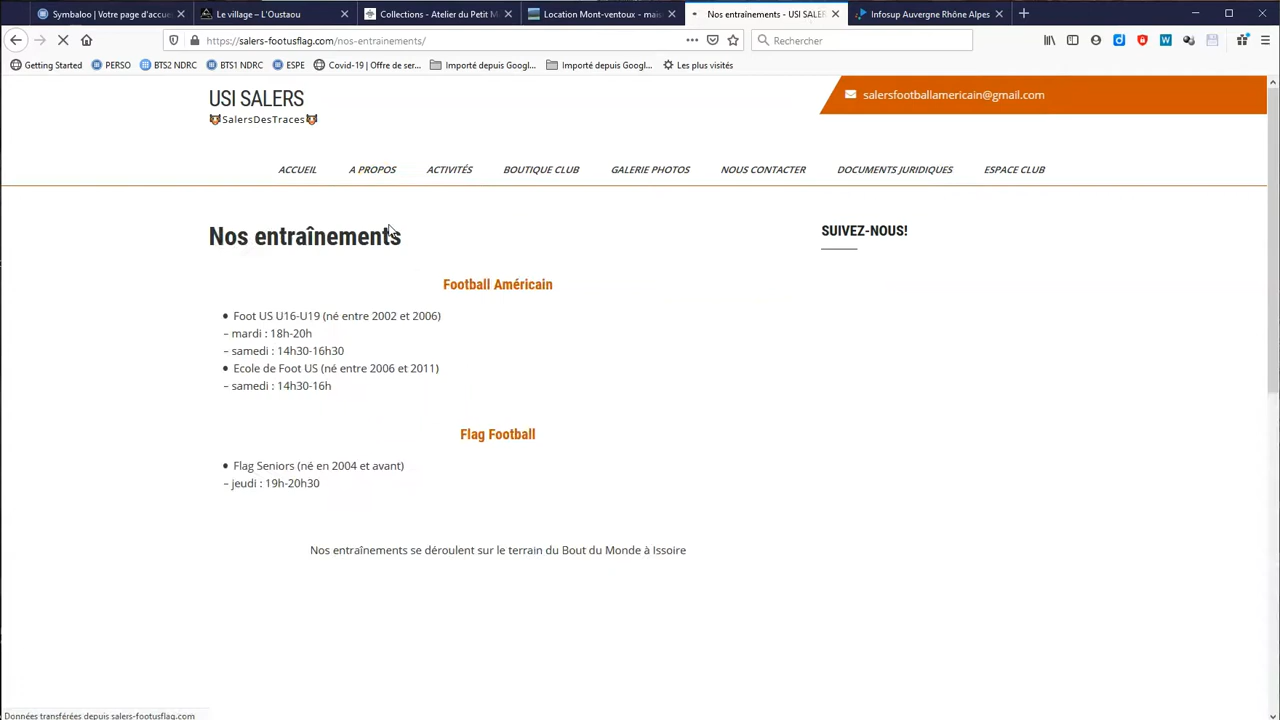 Symbaloo | Votre page d'accue
Le village – L'Oustaou
Collections - Atelier du Petit M
Location Mont-ventoux - mais
Nos entraînements - USI SALER
Infosup Auvergne Rhône Alpes
https://salers-footusflag.com/nos-entrainements/
Rechercher
Getting Started
PERSO
BTS2 NDRC
BTS1 NDRC
ESPE
Covid-19 | Offre de ser...
Importé depuis Googl...
Importé depuis Googl...
Les plus visités
USI SALERS
SalersDesTraces
salersfootballamericain@gmail.com
ACCUEIL
A PROPOS
ACTIVITÉS
BOUTIQUE CLUB
GALERIE PHOTOS
NOUS CONTACTER
DOCUMENTS JURIDIQUES
ESPACE CLUB
Nos entraînements
SUIVEZ-NOUS!
Football Américain
• Foot US U16-U19 (né entre 2002 et 2006)
– mardi : 18h-20h
– samedi : 14h30-16h30
• Ecole de Foot US (né entre 2006 et 2011)
– samedi : 14h30-16h
Flag Football
• Flag Seniors (né en 2004 et avant)
– jeudi : 19h-20h30
Nos entraînements se déroulent sur le terrain du Bout du Monde à Issoire
Données transférées depuis salers-footusflag.com